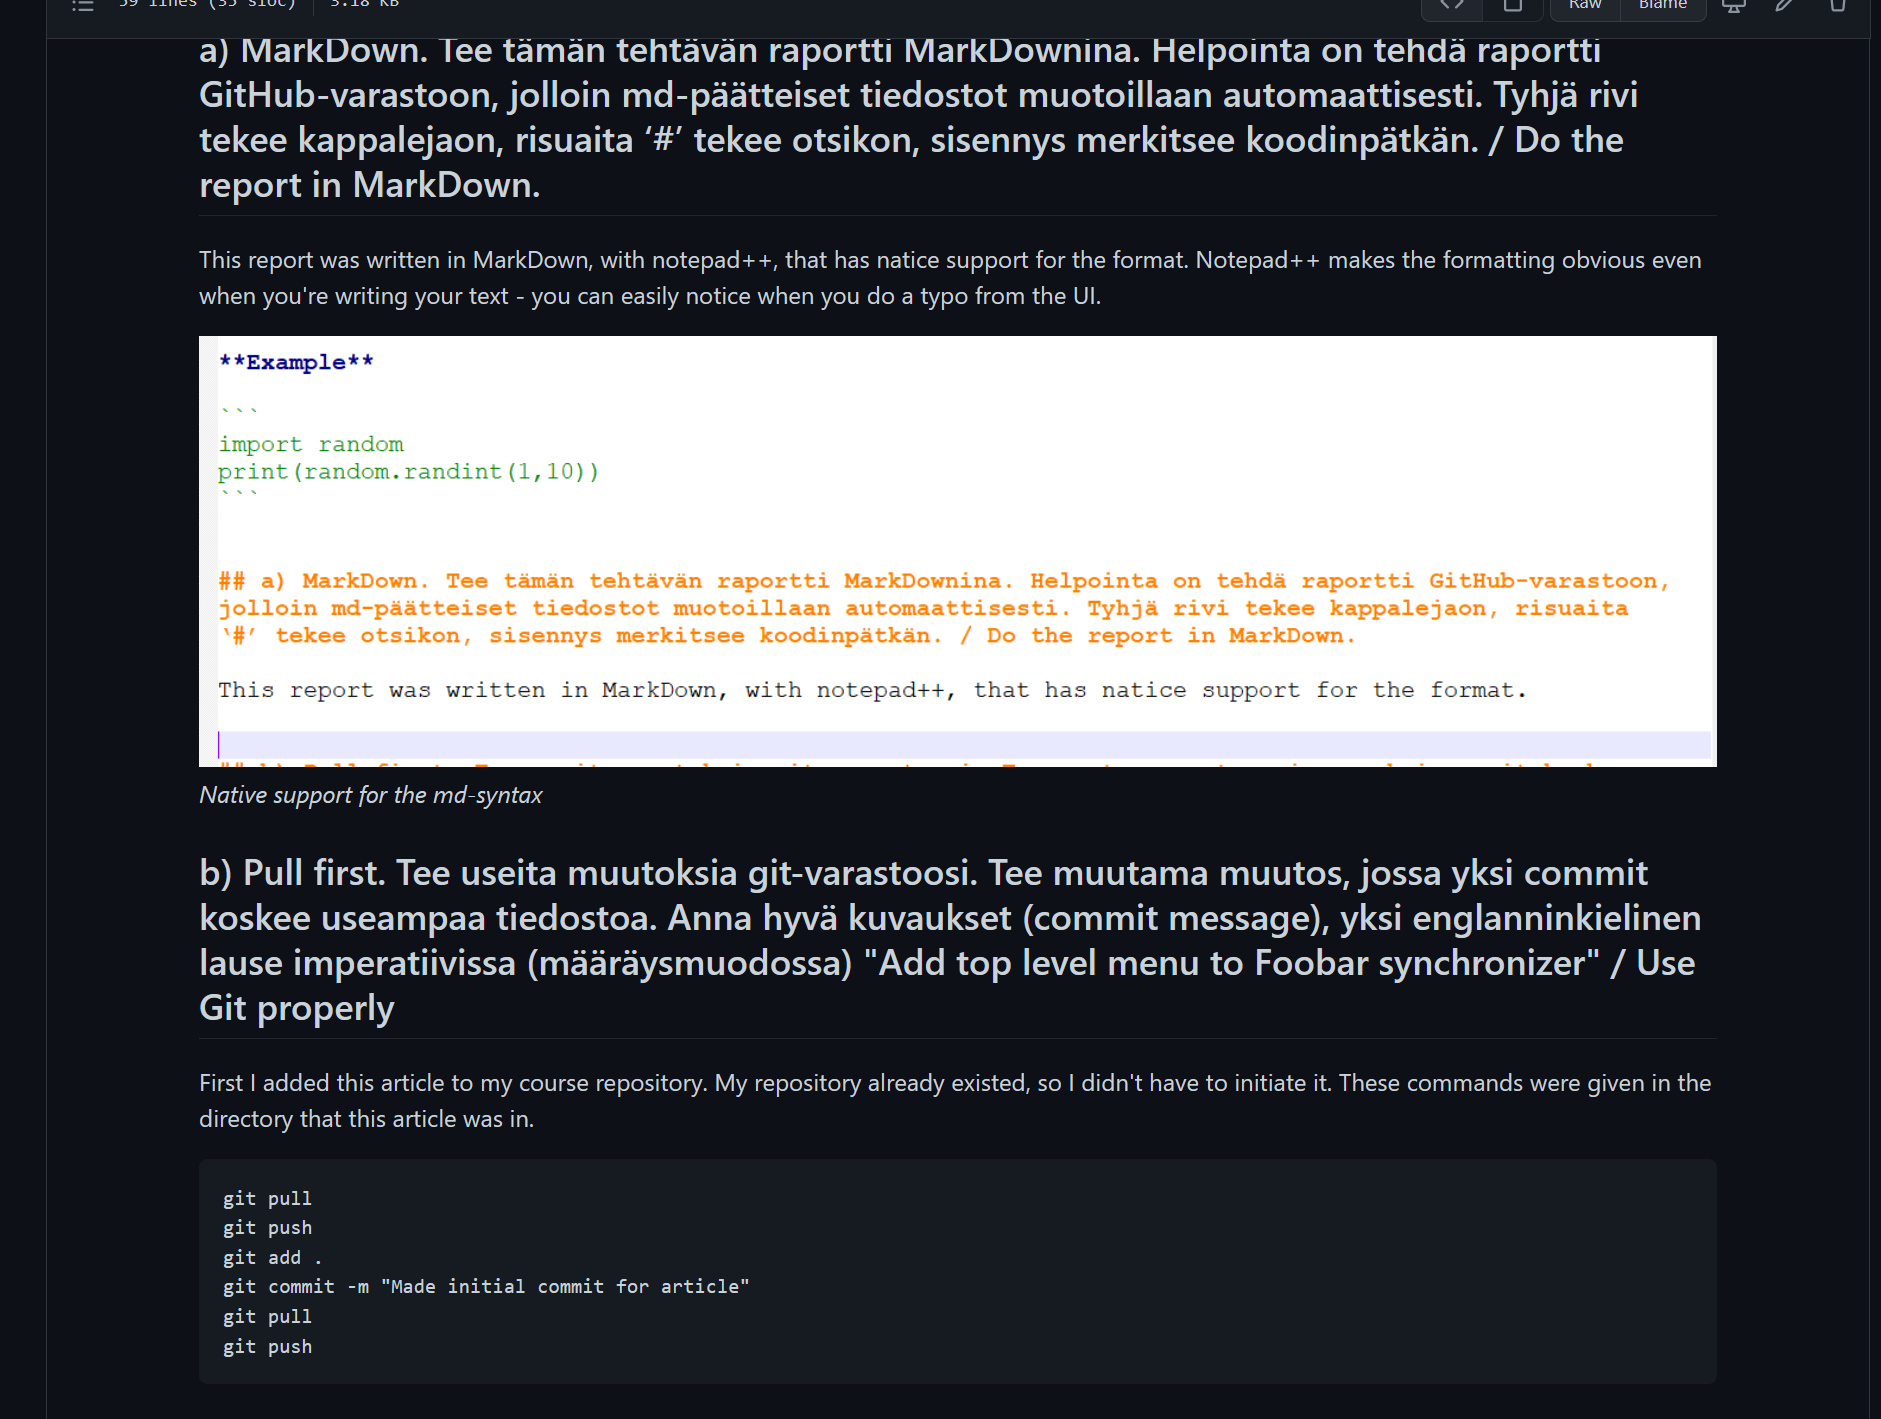 59 lines (35 sloc) 3.18 KB Raw Blame
a) MarkDown. Tee tämän tehtävän raportti MarkDownina. Helpointa on tehdä raportti
GitHub-varastoon, jolloin md-päätteiset tiedostot muotoillaan automaattisesti. Tyhjä rivi
tekee kappalejaon, risuaita ‘#’ tekee otsikon, sisennys merkitsee koodinpätkän. / Do the
report in MarkDown.
This report was written in MarkDown, with notepad++, that has natice support for the format. Notepad++ makes the formatting obvious even
when you're writing your text - you can easily notice when you do a typo from the UI.
**Example**
```
import random
print(random.randint(1,10))
```
## a) MarkDown. Tee tämän tehtävän raportti MarkDownina. Helpointa on tehdä raportti GitHub-varastoon,
jolloin md-päätteiset tiedostot muotoillaan automaattisesti. Tyhjä rivi tekee kappalejaon, risuaita
‘#’ tekee otsikon, sisennys merkitsee koodinpätkän. / Do the report in MarkDown.
This report was written in MarkDown, with notepad++, that has natice support for the format.
Native support for the md-syntax
b) Pull first. Tee useita muutoksia git-varastoosi. Tee muutama muutos, jossa yksi commit
koskee useampaa tiedostoa. Anna hyvä kuvaukset (commit message), yksi englanninkielinen
lause imperatiivissa (määräysmuodossa) "Add top level menu to Foobar synchronizer" / Use
Git properly
First I added this article to my course repository. My repository already existed, so I didn't have to initiate it. These commands were given in the
directory that this article was in.
git pull
git push
git add .
git commit -m "Made initial commit for article"
git pull
git push